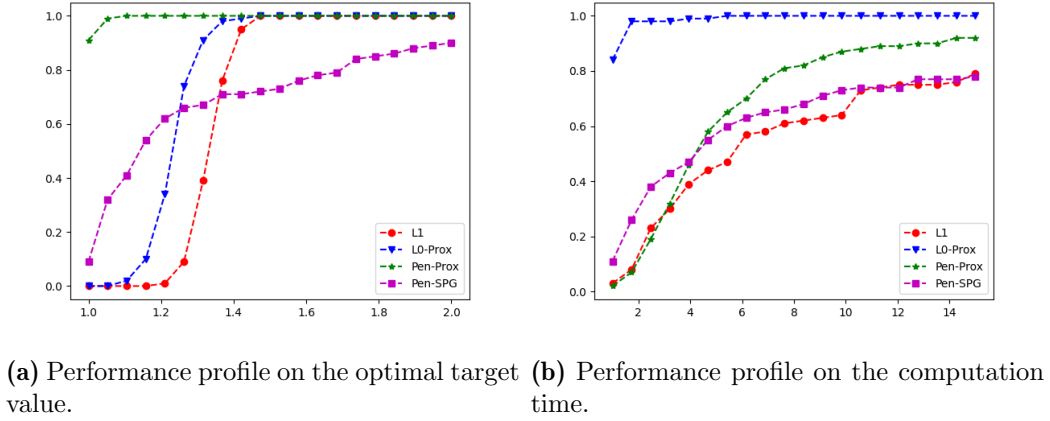 1.0
0.8
0.6
0.4
0.2
0.0
L1
L0-Prox
Pen-Prox
Pen-SPG
1.0 1.2 1.4 1.6 1.8 2.0
1.0
0.8
0.6
0.4
0.2
0.0
L1
L0-Prox
Pen-Prox
Pen-SPG
2 4 6 8 10 12 14
(a) Performance profile on the optimal target
value.
(b) Performance profile on the computation
time.